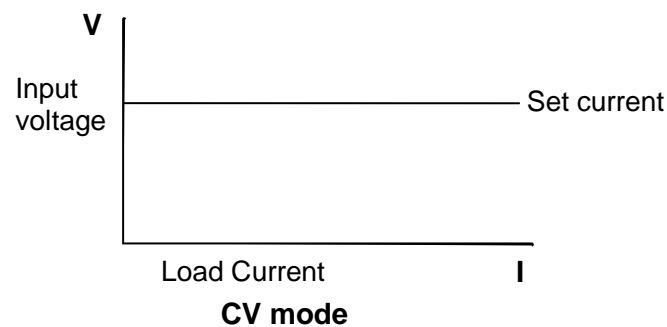 V
Input
voltage
Set current
Load Current
I
CV mode